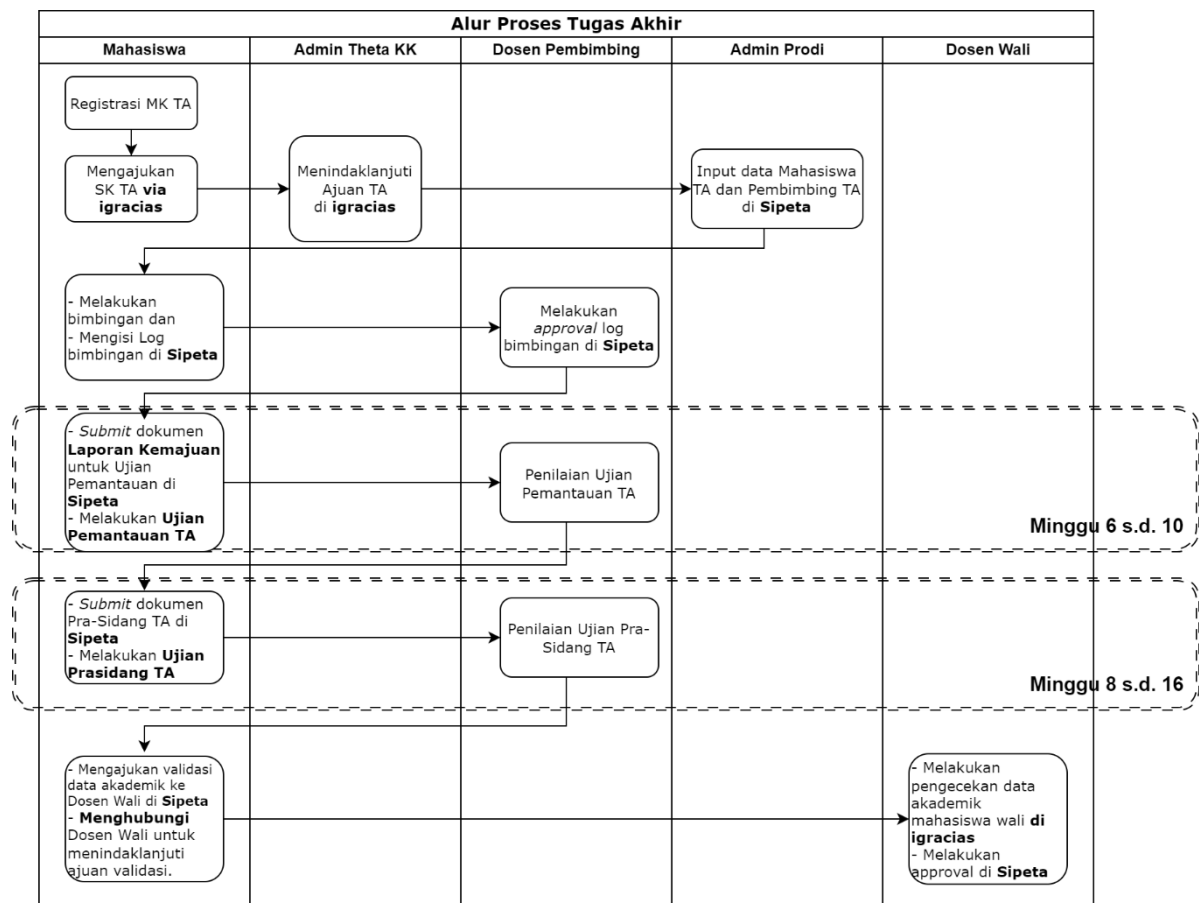 Alur Proses Tugas Akhir
Mahasiswa
Admin Theta KK
Dosen Pembimbing
Admin Prodi
Dosen Wali
Registrasi MK TA
Mengajukan
SK TA via
igracias
Menindaklanjuti
Ajuan TA
di igracias
Input data Mahasiswa
TA dan Pembimbing TA
di Sipeta
- Melakukan
bimbingan dan
- Mengisi Log
bimbingan di Sipeta
Melakukan
approval log
bimbingan di Sipeta
- Submit dokumen
Laporan Kemajuan
untuk Ujian
Pemantauan di
Sipeta
- Melakukan Ujian
Pemantauan TA
Penilaian Ujian
Pemantauan TA
Minggu 6 s.d. 10
- Submit dokumen
Pra-Sidang TA di
Sipeta
- Melakukan Ujian
Prasidang TA
Penilaian Ujian Pra-
Sidang TA
Minggu 8 s.d. 16
- Mengajukan validasi
data akademik ke
Dosen Wali di Sipeta
- Menghubungi
Dosen Wali untuk
menindaklanjuti
ajuan validasi.
- Melakukan
pengecekan data
akademik
mahasiswa wali di
igracias
- Melakukan
approval di Sipeta